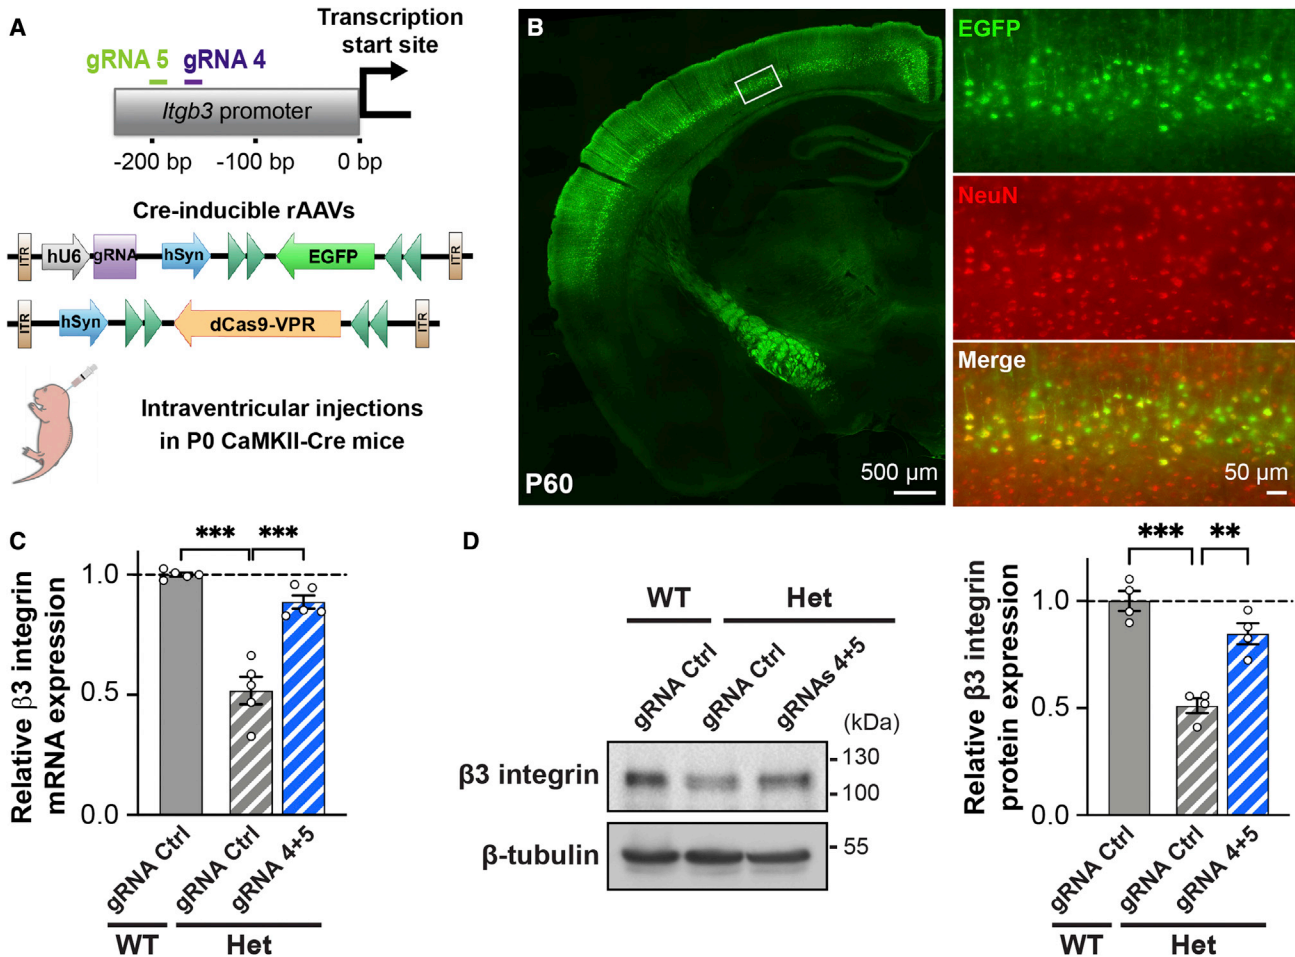 A
Transcription
start site
gRNA 5
gRNA 4
Itgb3 promoter
-200 bp
-100 bp
0 bp
Cre-inducible rAAVs
ITR
hU6
gRNA
hSyn
EGFP
ITR
ITR
hSyn
dCas9-VPR
ITR
Intraventricular injections
in P0 CaMKII-Cre mice
B
P60
500 µm
EGFP
NeuN
Merge
50 µm
C
***
***
Relative β3 integrin
mRNA expression
1.0
0.5
0.0
gRNA Ctrl
gRNA Ctrl
gRNA 4+5
WT
Het
D
WT
Het
gRNA Ctrl
gRNA Ctrl
gRNAs 4+5
(kDa)
β3 integrin
130
100
β-tubulin
55
***
**
Relative β3 integrin
protein expression
1.0
0.5
0.0
gRNA Ctrl
gRNA Ctrl
gRNA 4+5
WT
Het